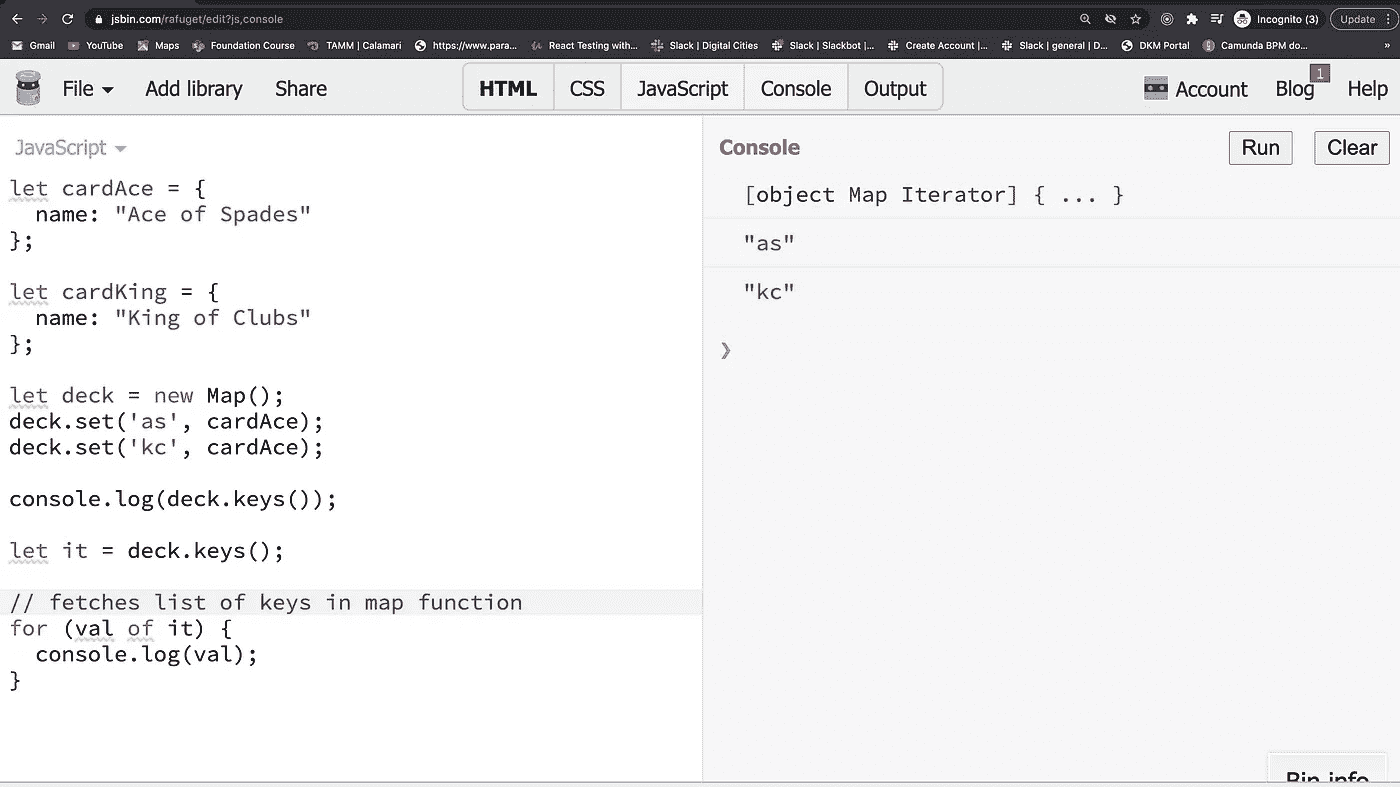 jsbin.com/rafuget/edit?js,console
Incognito (3)
Update
Gmail
YouTube
Maps
Foundation Course
TAMM | Calamari
https://www.para...
React Testing with...
Slack | Digital Cities
Slack | Slackbot |...
Create Account |...
Slack | general | D...
DKM Portal
Camunda BPM do...
»
File
Add library
Share
HTML
CSS
JavaScript
Console
Output
Account
Blog
1
Help
JavaScript
let cardAce = {
name: "Ace of Spades"
};
let cardKing = {
name: "King of Clubs"
};
let deck = new Map();
deck.set('as', cardAce);
deck.set('kc', cardAce);
console.log(deck.keys());
let it = deck.keys();
// fetches list of keys in map function
for (val of it) {
console.log(val);
}
Console
Run
Clear
[object Map Iterator] { ... }
"as"
"kc"
❯
Bin info